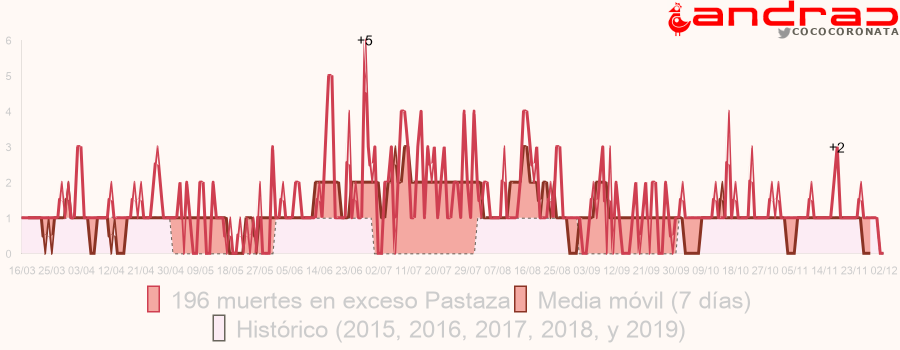 andrad
COCOCORONATA
+5
+2
6
5
4
3
2
1
0
16/03 25/03 03/04 12/04 21/04 30/04 09/05 18/05 27/05 05/06 14/06 23/06 02/07 11/07 20/07 29/07 07/08 16/08 25/08 03/09 12/09 21/09 30/09 09/10 18/10 27/10 05/11 14/11 23/11 02/12
196 muertes en exceso Pastaza Media móvil (7 días)
Histórico (2015, 2016, 2017, 2018, y 2019)